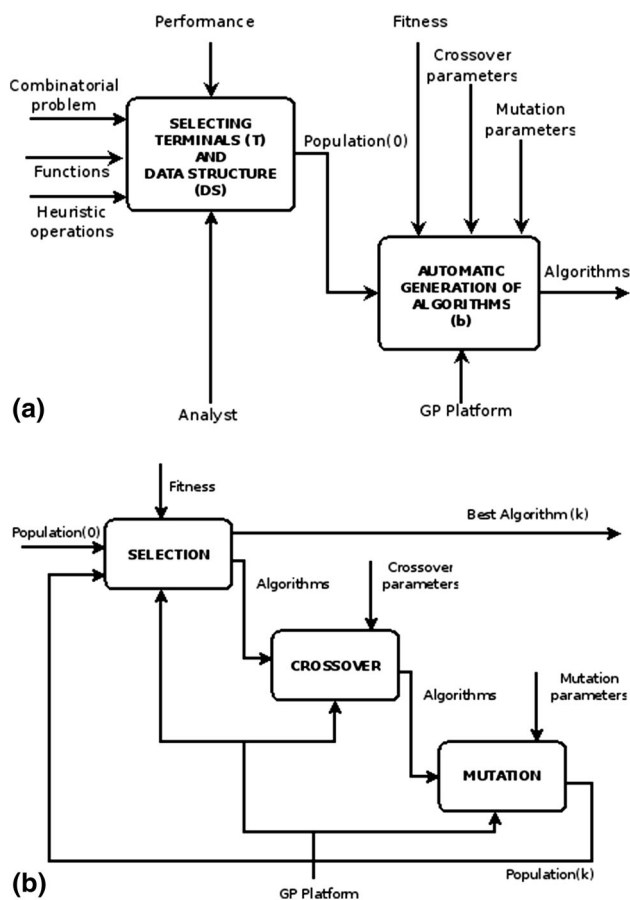 Performance
Fitness
Crossover
parameters
Mutation
parameters
Combinatorial
problem
Functions
Heuristic
operations
SELECTING
TERMINALS (T)
AND
DATA STRUCTURE
(DS)
Population(0)
AUTOMATIC
GENERATION OF
ALGORITHMS
(b)
Algorithms
Analyst
GP Platform
(a)
Fitness
Population(0)
SELECTION
Best Algorithm(k)
Algorithms
Crossover
parameters
CROSSOVER
Algorithms
Mutation
parameters
MUTATION
Population(k)
GP Platform
(b)